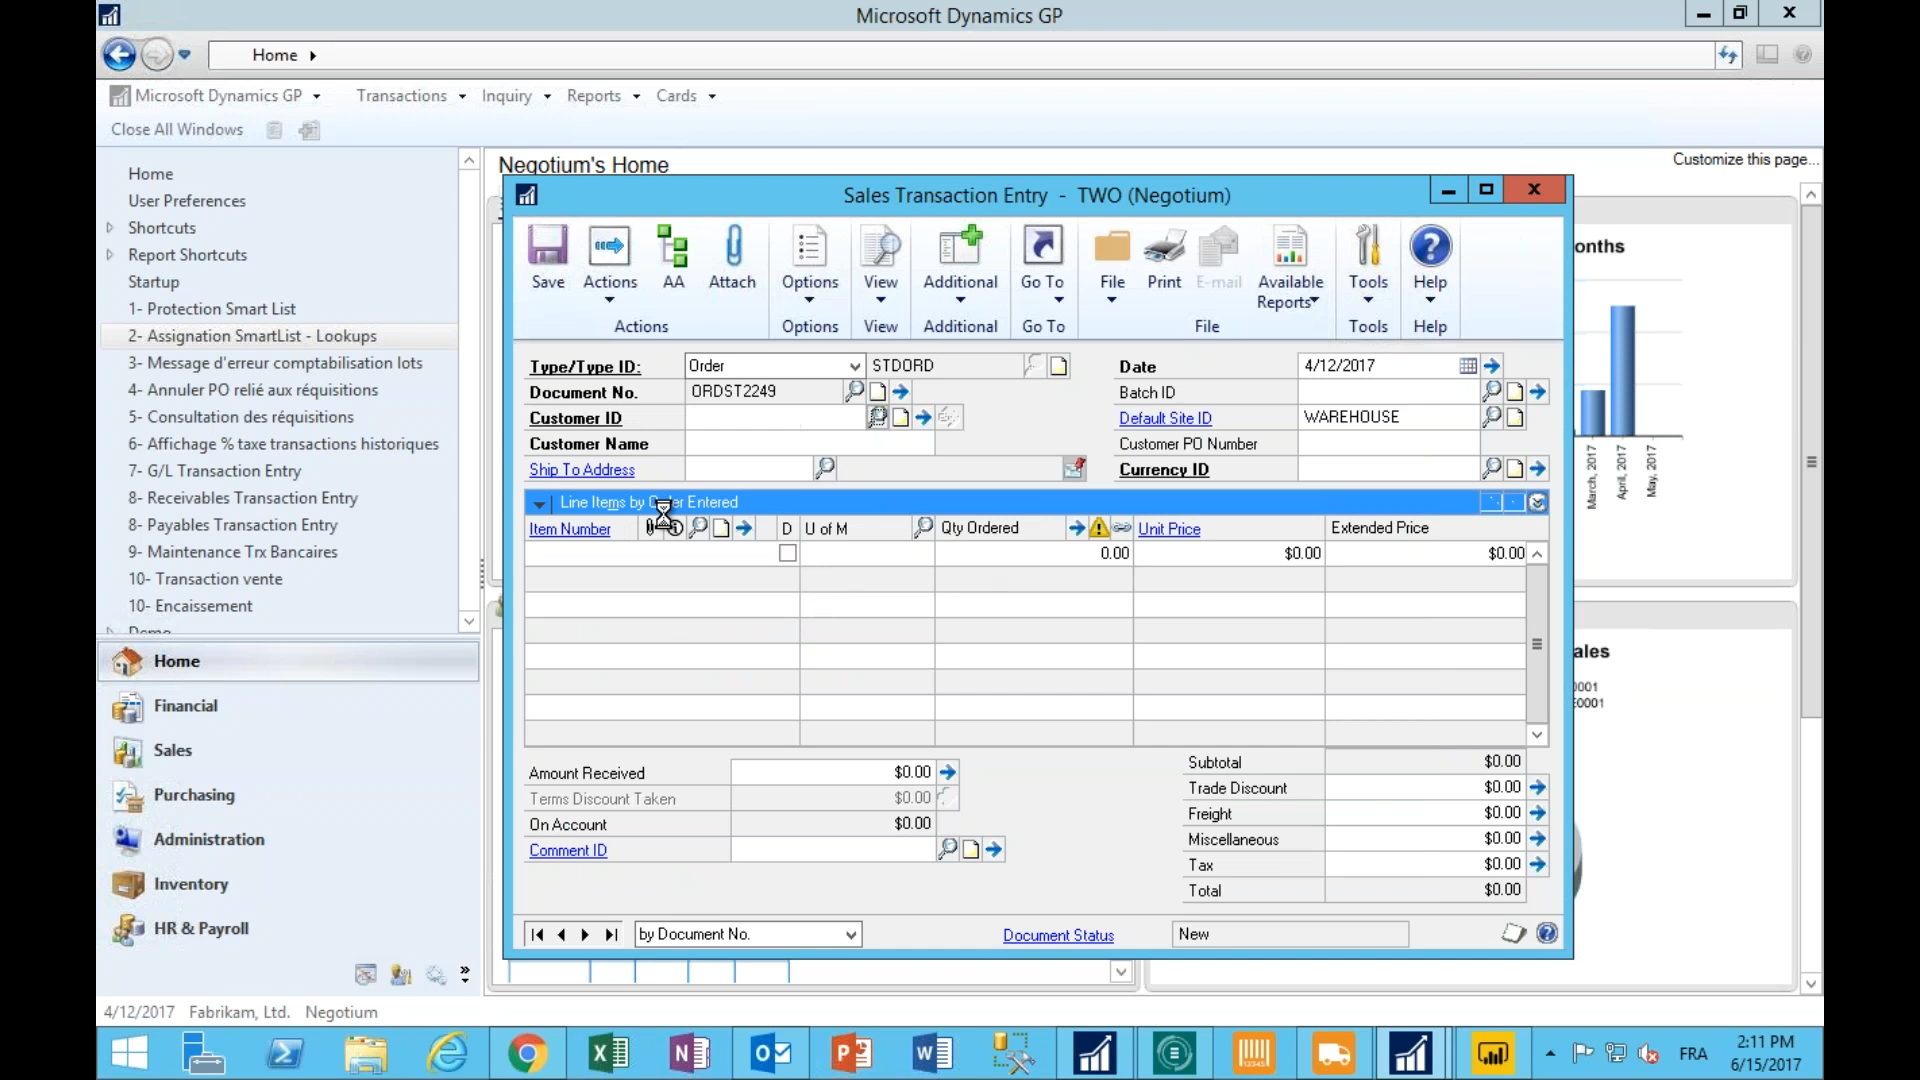 Microsoft Dynamics GP
Home
Microsoft Dynamics GP Transactions Inquiry Reports Cards
Close All Windows
Home
User Preferences
Shortcuts
Report Shortcuts
Startup
1- Protection Smart List
2- Assignation SmartList - Lookups
3- Message d'erreur comptabilisation lots
4- Annuler PO relié aux réquisitions
5- Consultation des réquisitions
6- Affichage % taxe transactions historiques
7- G/L Transaction Entry
8- Receivables Transaction Entry
8- Payables Transaction Entry
9- Maintenance Trx Bancaires
10- Transaction vente
10- Encaissement
Demo
Home
Financial
Sales
Purchasing
Administration
Inventory
HR & Payroll
Negotium's Home
Customize this page...
Sales Transaction Entry - TWO (Negotium)
Save Actions AA Attach Options View Additional Go To File Print E-mail Available Reports Tools Help
Actions Options View Additional Go To File Tools Help
Type/Type ID: Order STDORD
Document No. ORDST2249
Customer ID
Customer Name
Ship To Address
Date 4/12/2017
Batch ID
Default Site ID WAREHOUSE
Customer PO Number
Currency ID
Line Items by Order Entered
Item Number D U of M Qty Ordered Unit Price Extended Price
0.00 $0.00 $0.00
Amount Received $0.00
Terms Discount Taken $0.00
On Account $0.00
Comment ID
Subtotal $0.00
Trade Discount $0.00
Freight $0.00
Miscellaneous $0.00
Tax $0.00
Total $0.00
by Document No. Document Status New
onths
March, 2017
April, 2017
May, 2017
ales
0001
E0001
4/12/2017 Fabrikam, Ltd. Negotium
FRA
2:11 PM
6/15/2017